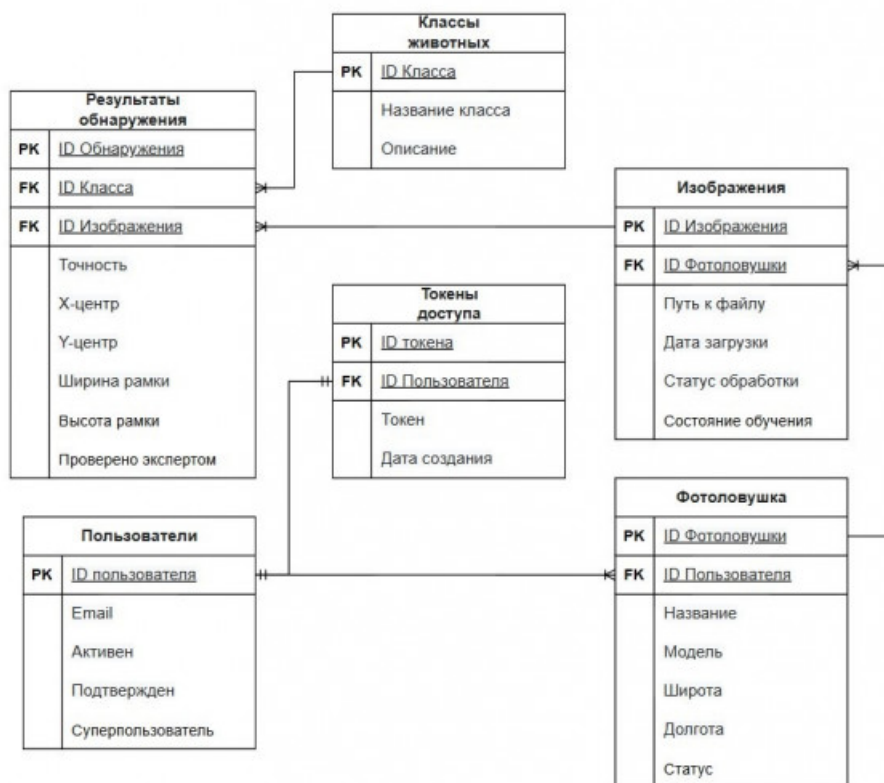 Классы
животных
PK ID Класса
Название класса
Описание
Результаты
обнаружения
PK ID Обнаружения
FK ID Класса
FK ID Изображения
Точность
X-центр
Y-центр
Ширина рамки
Высота рамки
Проверено экспертом
Изображения
PK ID Изображения
FK ID Фотоловушки
Путь к файлу
Дата загрузки
Статус обработки
Состояние обучения
Токены
доступа
PK ID токена
FK ID Пользователя
Токен
Дата создания
Пользователи
PK ID пользователя
Email
Активен
Подтвержден
Суперпользователь
Фотоловушка
PK ID Фотоловушки
FK ID Пользователя
Название
Модель
Широта
Долгота
Статус